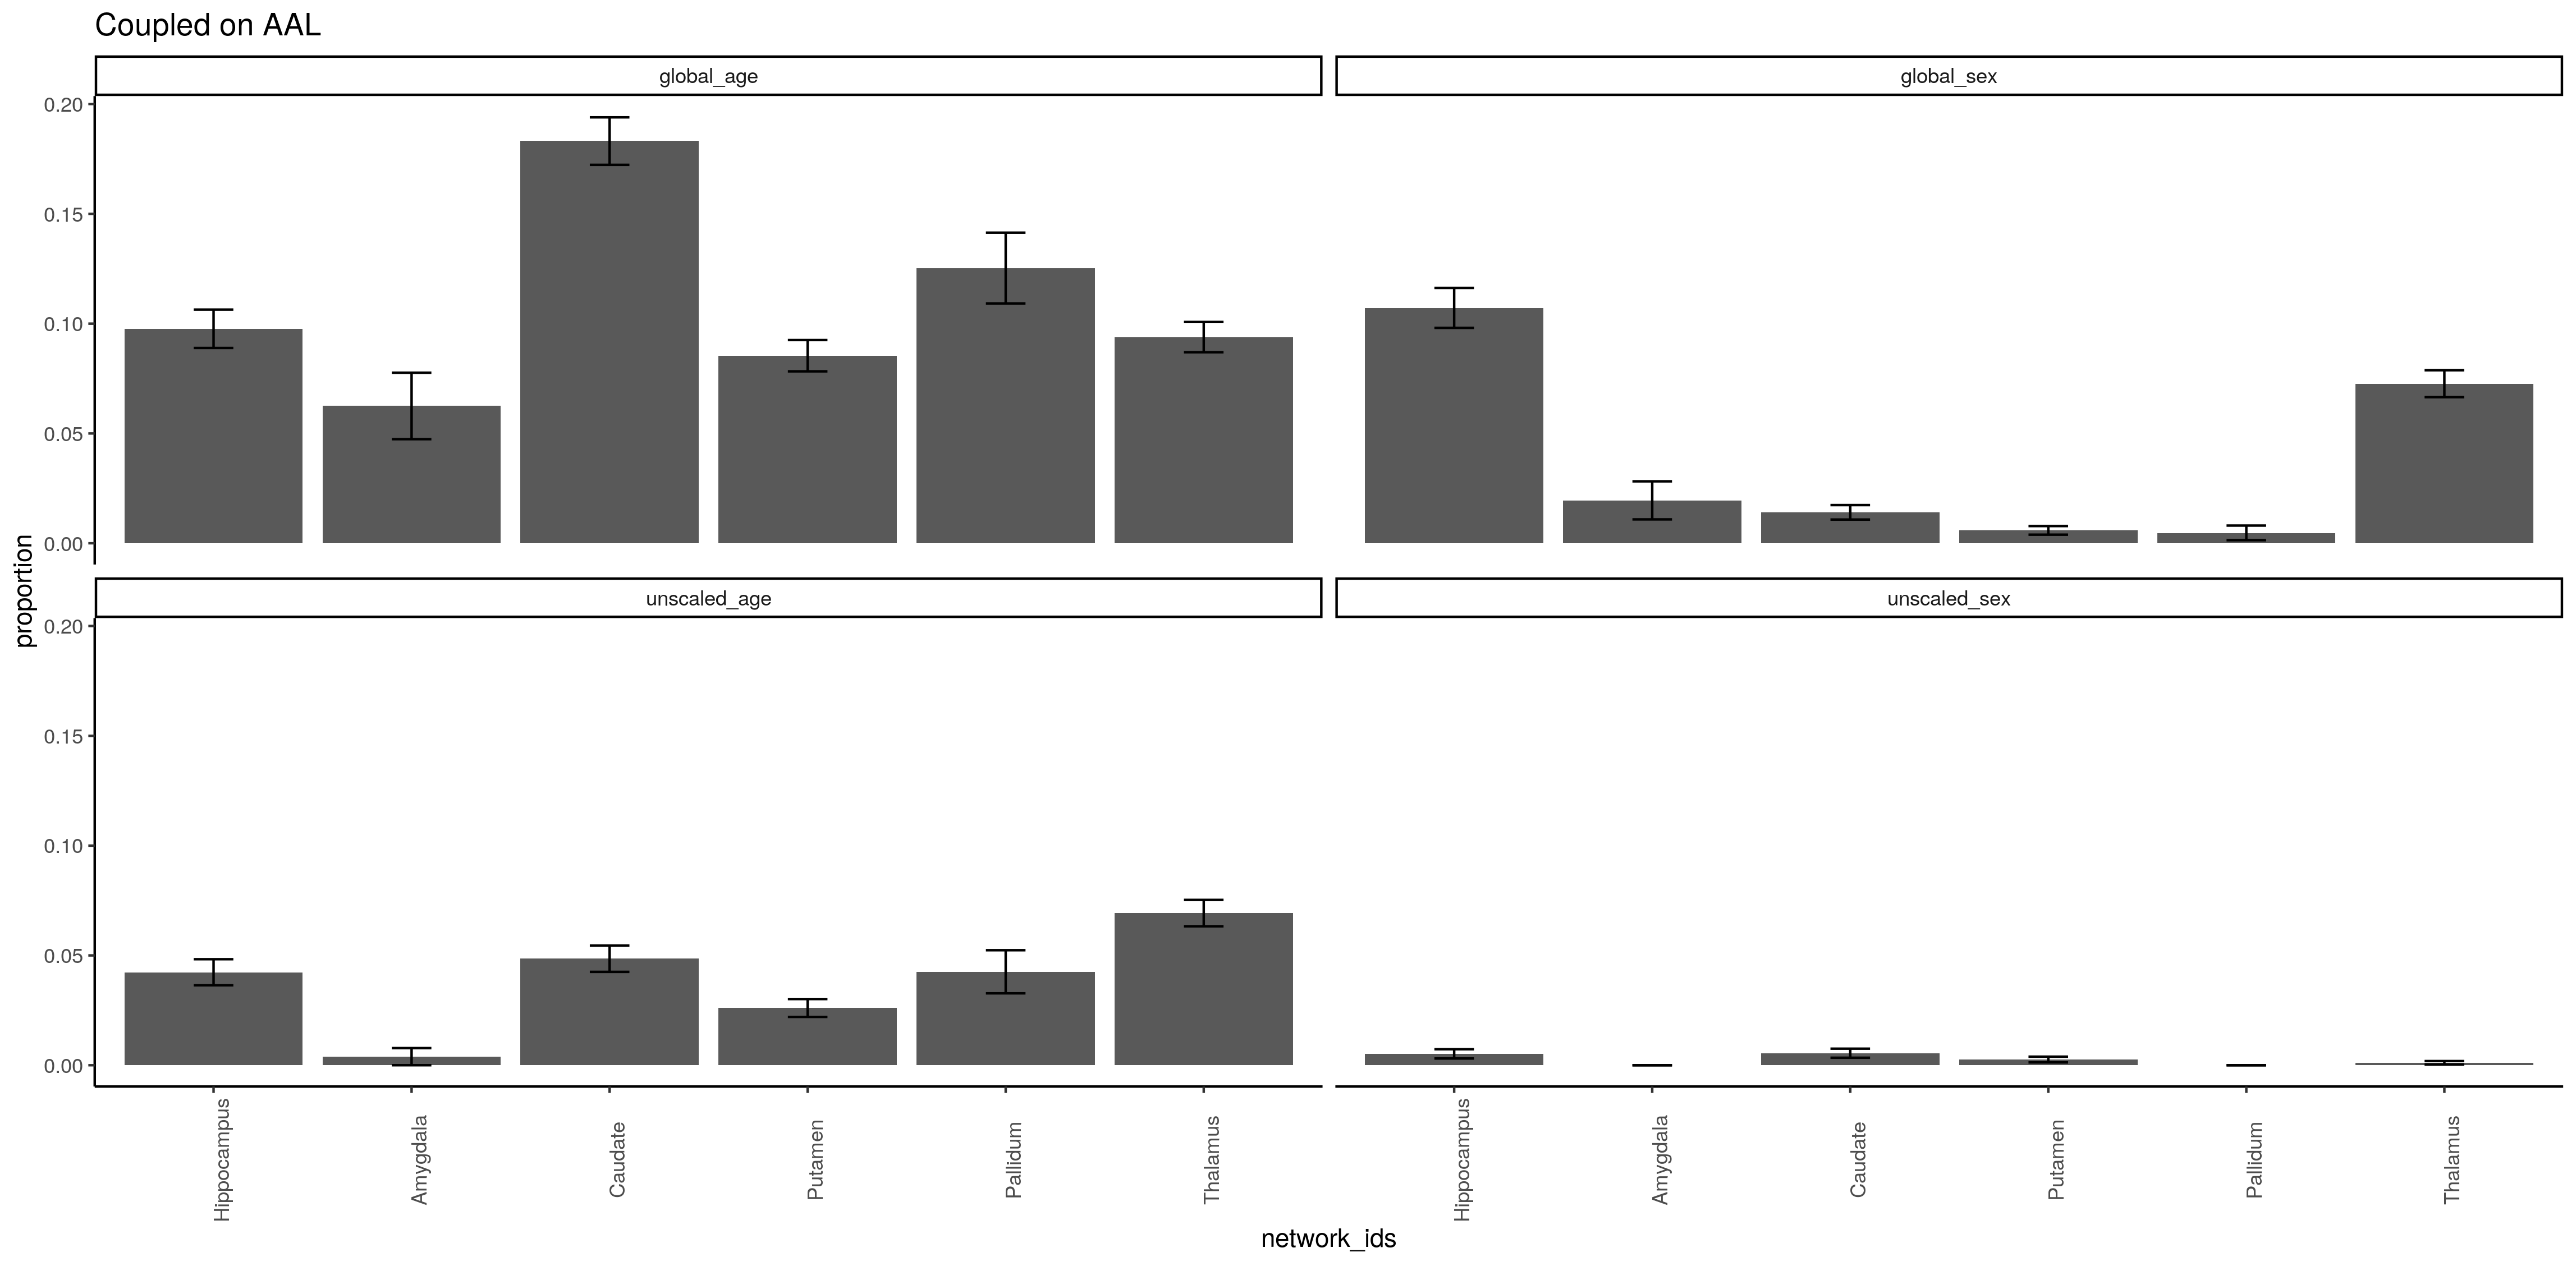 Coupled on AAL
global_age
global_sex
0.20
0.15
0.10
0.05
0.00
proportion
unscaled_age
unscaled_sex
0.20
0.15
0.10
0.05
0.00
Hippocampus
Amygdala
Caudate
Putamen
Pallidum
Thalamus
Hippocampus
Amygdala
Caudate
Putamen
Pallidum
Thalamus
network_ids